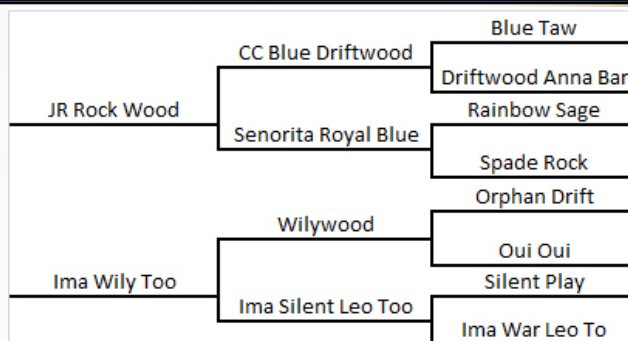 Blue Taw
CC Blue Driftwood
Driftwood Anna Bar
JR Rock Wood
Rainbow Sage
Senorita Royal Blue
Spade Rock
Orphan Drift
Wilywood
Oui Oui
Ima Wily Too
Silent Play
Ima Silent Leo Too
Ima War Leo To